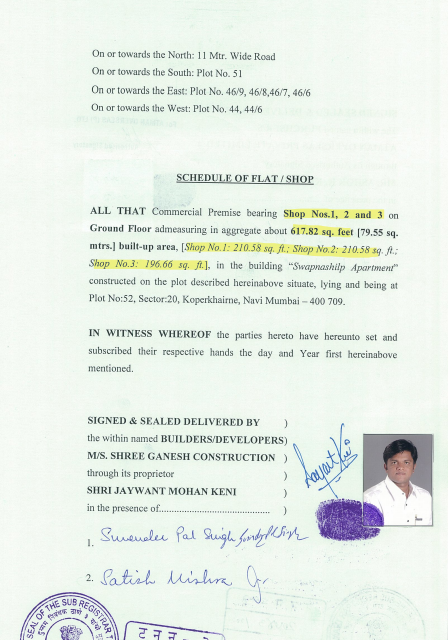 On or towards the North: 11 Mtr. Wide Road
On or towards the South: Plot No. 51
On or towards the East: Plot No. 46/9, 46/8,46/7, 46/6
On or towards the West: Plot No. 44, 44/6
SCHEDULE OF FLAT / SHOP
ALL THAT Commercial Premise bearing Shop Nos.1, 2 and 3 on
Ground Floor admeasuring in aggregate about 617.82 sq. feet [79.55 sq.
mtrs.] built-up area, [Shop No.1: 210.58 sq. ft.; Shop No.2: 210.58 sq. ft.;
Shop No.3: 196.66 sq. ft.], in the building "Swapnashilp Apartment"
constructed on the plot described hereinabove situate, lying and being at
Plot No:52, Sector:20, Koperkhairne, Navi Mumbai – 400 709.
IN WITNESS WHEREOF the parties hereto have hereunto set and
subscribed their respective hands the day and Year first hereinabove
mentioned.
SIGNED & SEALED DELIVERED BY )
the within named BUILDERS/DEVELOPERS)
M/S. SHREE GANESH CONSTRUCTION )
through its proprietor )
SHRI JAYWANT MOHAN KENI )
in the presence of.......................................... )
1. Surender Pal Singh
2. Satish Mishra
SEAL OF THE SUB REGISTRAR
ट न न